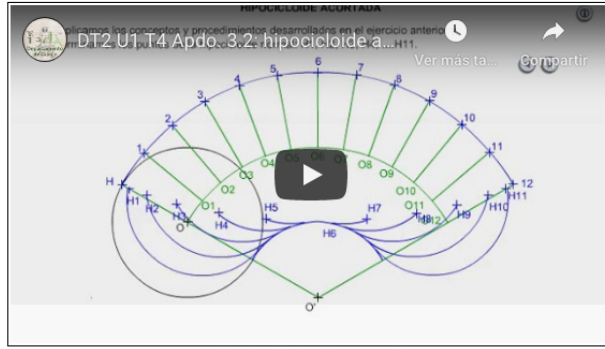 HIPOCICLOIDE ACORTADA
DT2 U1 T4 Apdo. 3.2: hipocicloide a...
plicamos los conceptos y procedimientos desarrollados en el ejercicio anterior
H11.
Ver más ta...
Compartir
Departamento
de Dibujo
6
5
7
4
8
3
9
2
10
1
11
H
12
O4
O5
O6
O7
O8
O3
O9
O2
O10
O1
O11
O12
O
H1
H2
H3
H4
H5
H6
H7
H8
H9
H10
H11
O'